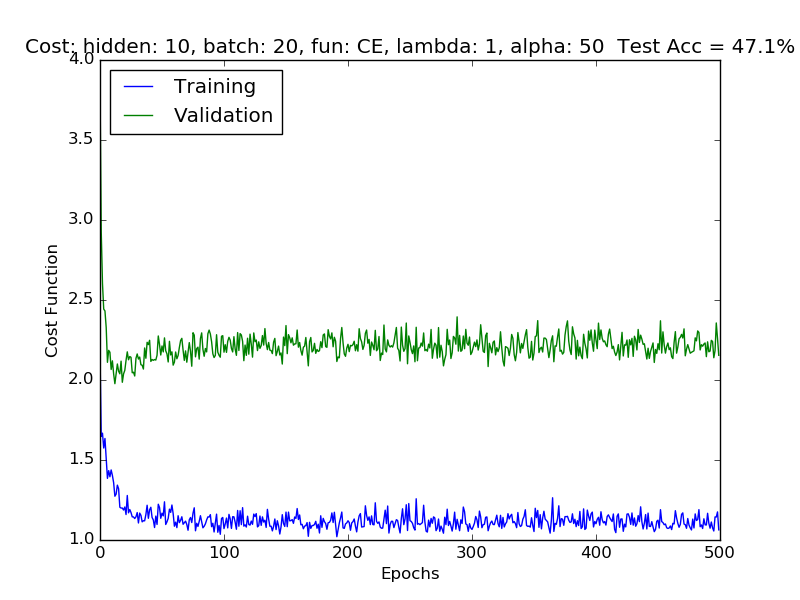 Cost: hidden: 10, batch: 20, fun: CE, lambda: 1, alpha: 50  Test Acc = 47.1%
4.0
3.5
3.0
2.5
2.0
1.5
1.0
Cost Function
Training
Validation
0 100 200 300 400 500
Epochs